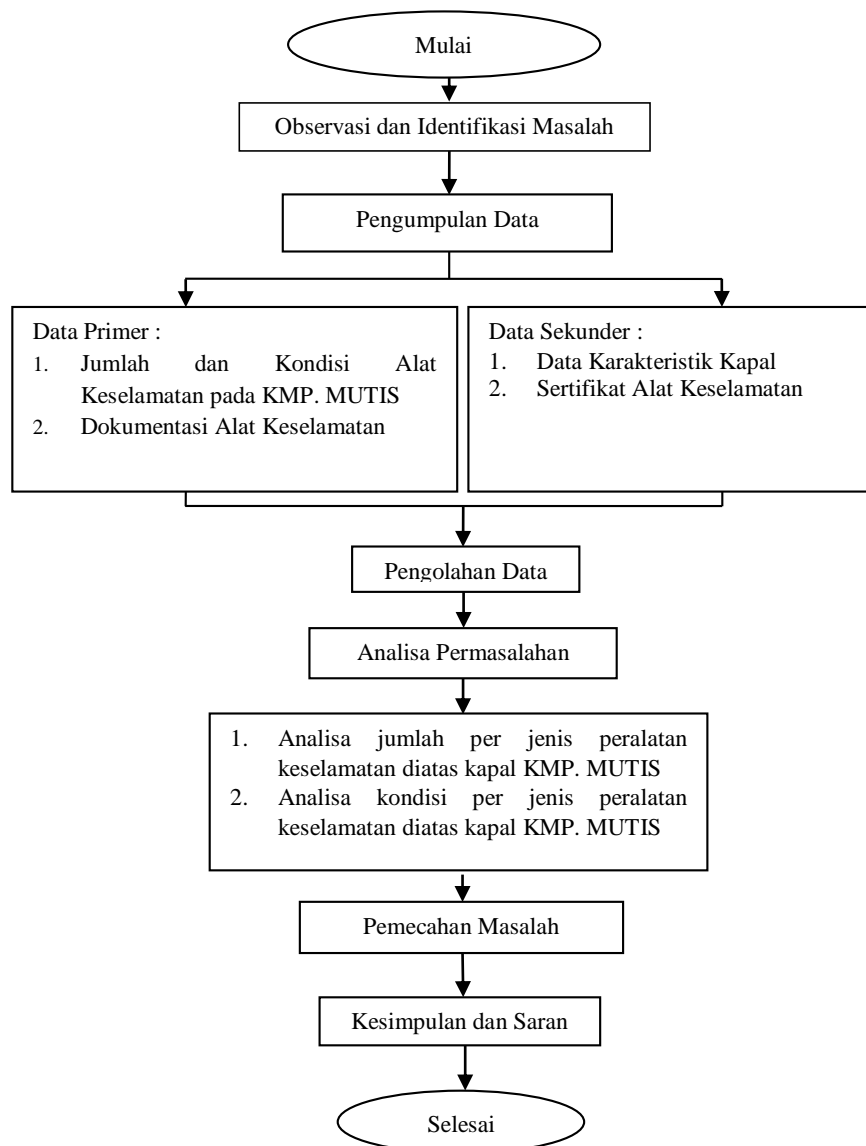 Mulai
Observasi dan Identifikasi Masalah
Pengumpulan Data
Data Primer :
1. Jumlah dan Kondisi Alat
Keselamatan pada KMP. MUTIS
2. Dokumentasi Alat Keselamatan
Data Sekunder :
1. Data Karakteristik Kapal
2. Sertifikat Alat Keselamatan
Pengolahan Data
Analisa Permasalahan
1. Analisa jumlah per jenis peralatan
keselamatan diatas kapal KMP. MUTIS
2. Analisa kondisi per jenis peralatan
keselamatan diatas kapal KMP. MUTIS
Pemecahan Masalah
Kesimpulan dan Saran
Selesai